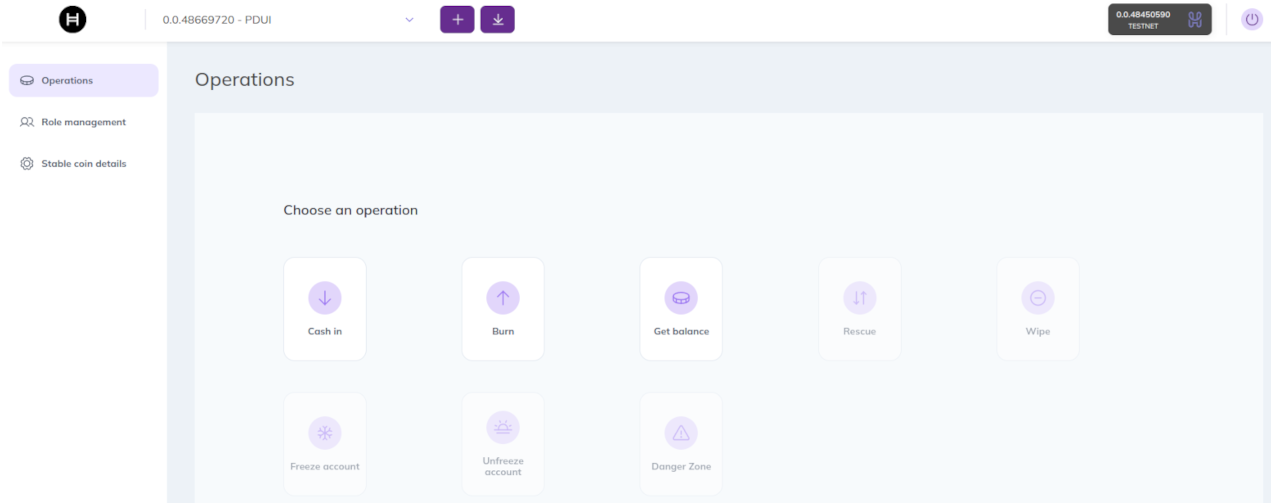 0.0.48669720 - PDUI
0.0.48450590
TESTNET
Operations
Role management
Stable coin details
Operations
Choose an operation
Cash in
Burn
Get balance
Rescue
Wipe
Freeze account
Unfreeze
account
Danger Zone